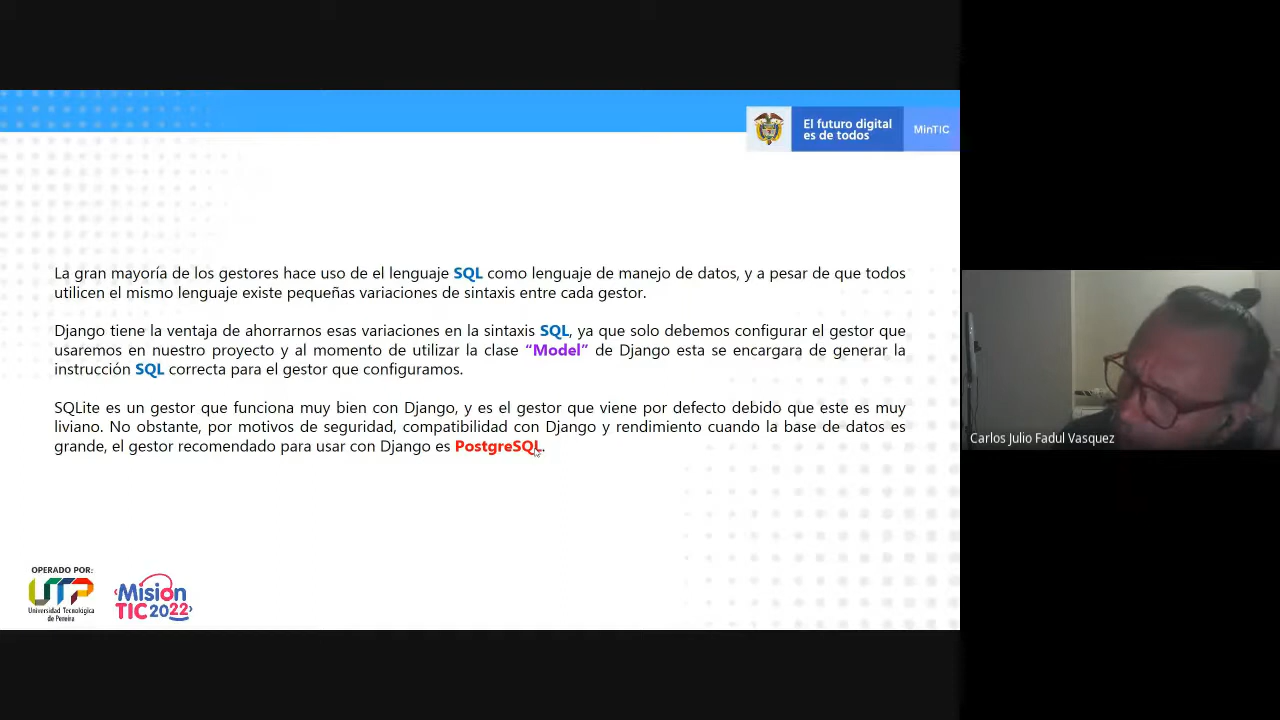 El futuro digital
es de todos
MinTIC
La gran mayoría de los gestores hace uso de el lenguaje SQL como lenguaje de manejo de datos, y a pesar de que todos
utilicen el mismo lenguaje existe pequeñas variaciones de sintaxis entre cada gestor.
Django tiene la ventaja de ahorrarnos esas variaciones en la sintaxis SQL, ya que solo debemos configurar el gestor que
usaremos en nuestro proyecto y al momento de utilizar la clase “Model” de Django esta se encargara de generar la
instrucción SQL correcta para el gestor que configuramos.
SQLite es un gestor que funciona muy bien con Django, y es el gestor que viene por defecto debido que este es muy
liviano. No obstante, por motivos de seguridad, compatibilidad con Django y rendimiento cuando la base de datos es
grande, el gestor recomendado para usar con Django es PostgreSQL.
Carlos Julio Fadul Vasquez
OPERADO POR:
UTP
Universidad Tecnológica
de Pereira
Misión
TIC 2022